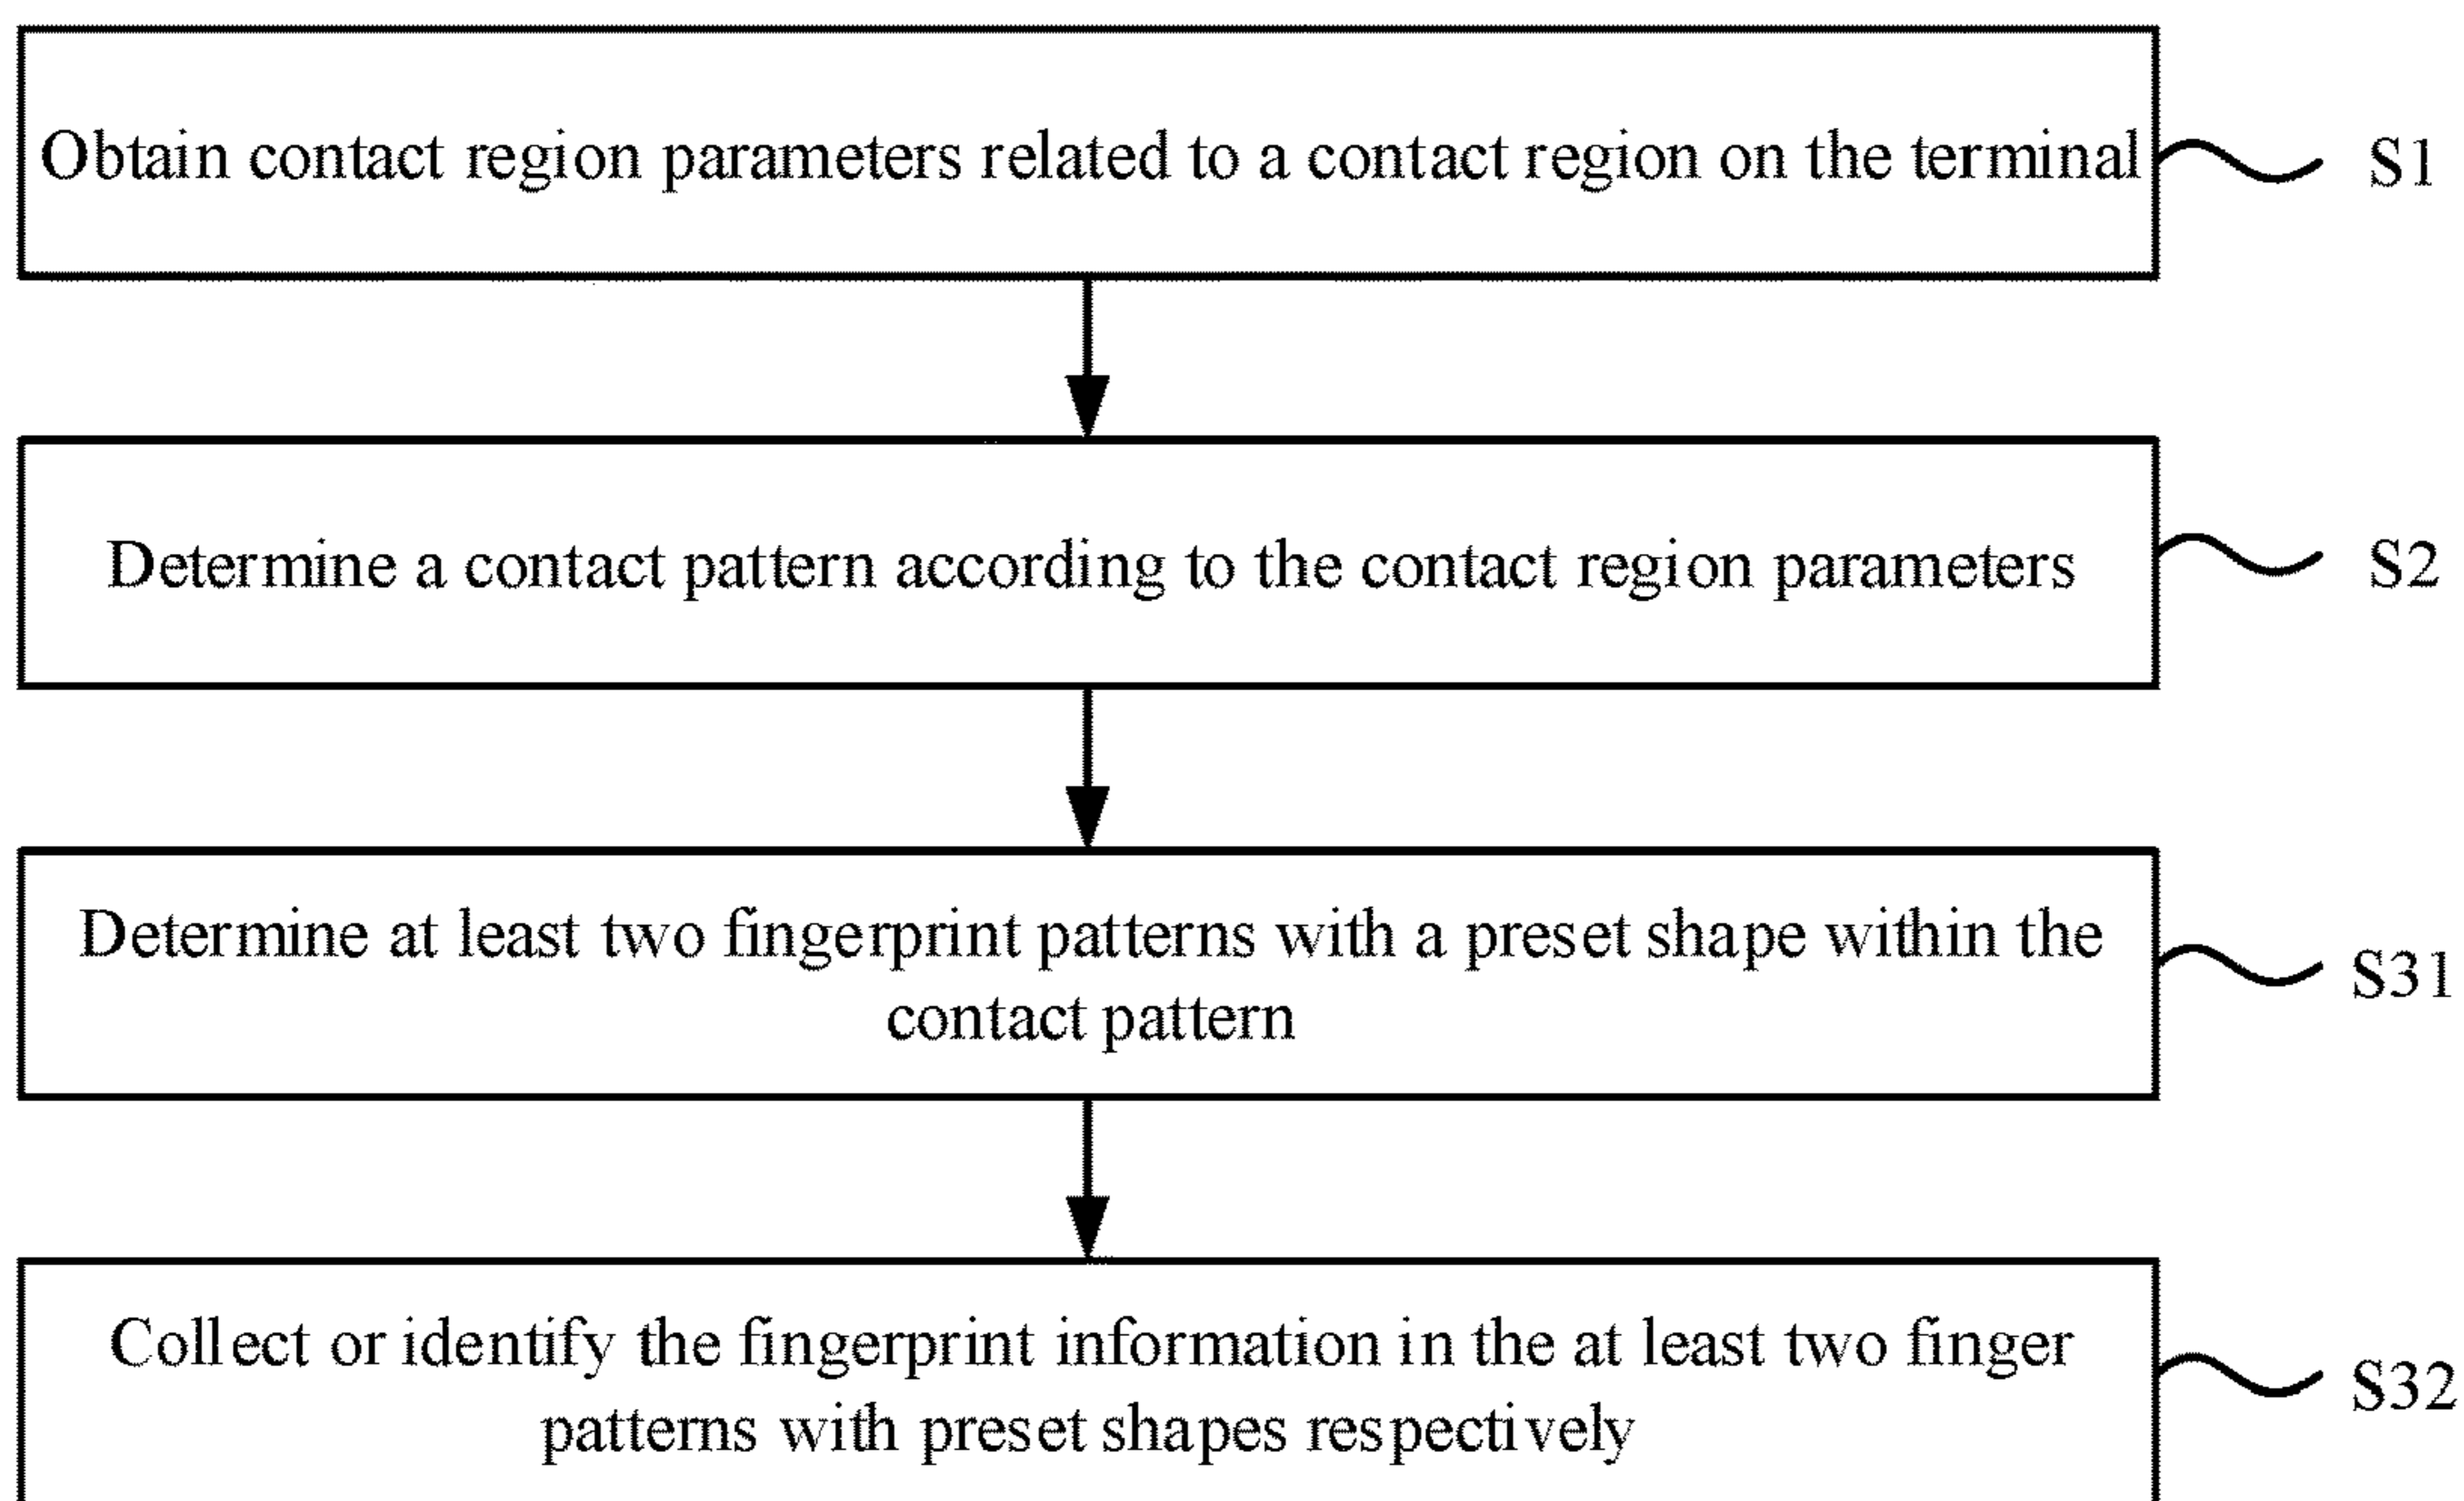 Obtain contact region parameters related to a contact region on the terminal
S1
Determine a contact pattern according to the contact region parameters
S2
Determine at least two fingerprint patterns with a preset shape within the
contact pattern
S31
Collect or identify the fingerprint information in the at least two finger
patterns with preset shapes respectively
S32